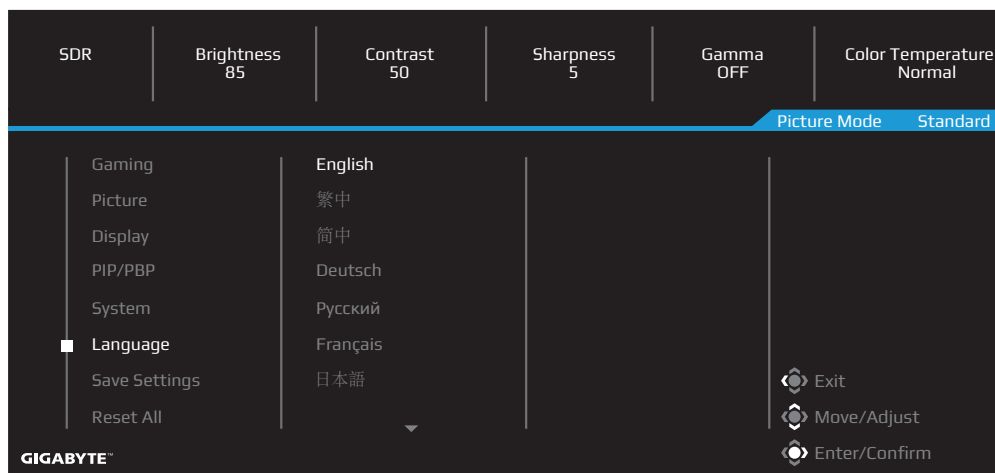 SDR
Brightness
85
Contrast
50
Sharpness
5
Gamma
OFF
Color Temperature
Normal
Picture Mode Standard
Gaming
Picture
Display
PIP/PBP
System
Language
Save Settings
Reset All
English
繁中
简中
Deutsch
Русский
Français
日本語
Exit
Move/Adjust
Enter/Confirm
GIGABYTE™